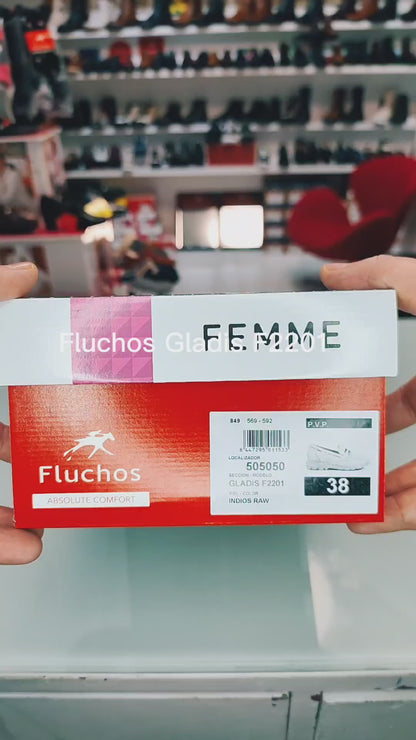 FEMME
Fluchos Gladis F2201
Fluchos
ABSOLUTE COMFORT
849 569 - 592
P.V.P.
LOCALIZADOR
505050
SECCION - MODELO
GLADIS F2201
PIEL - COLOR
INDIOS RAW
38